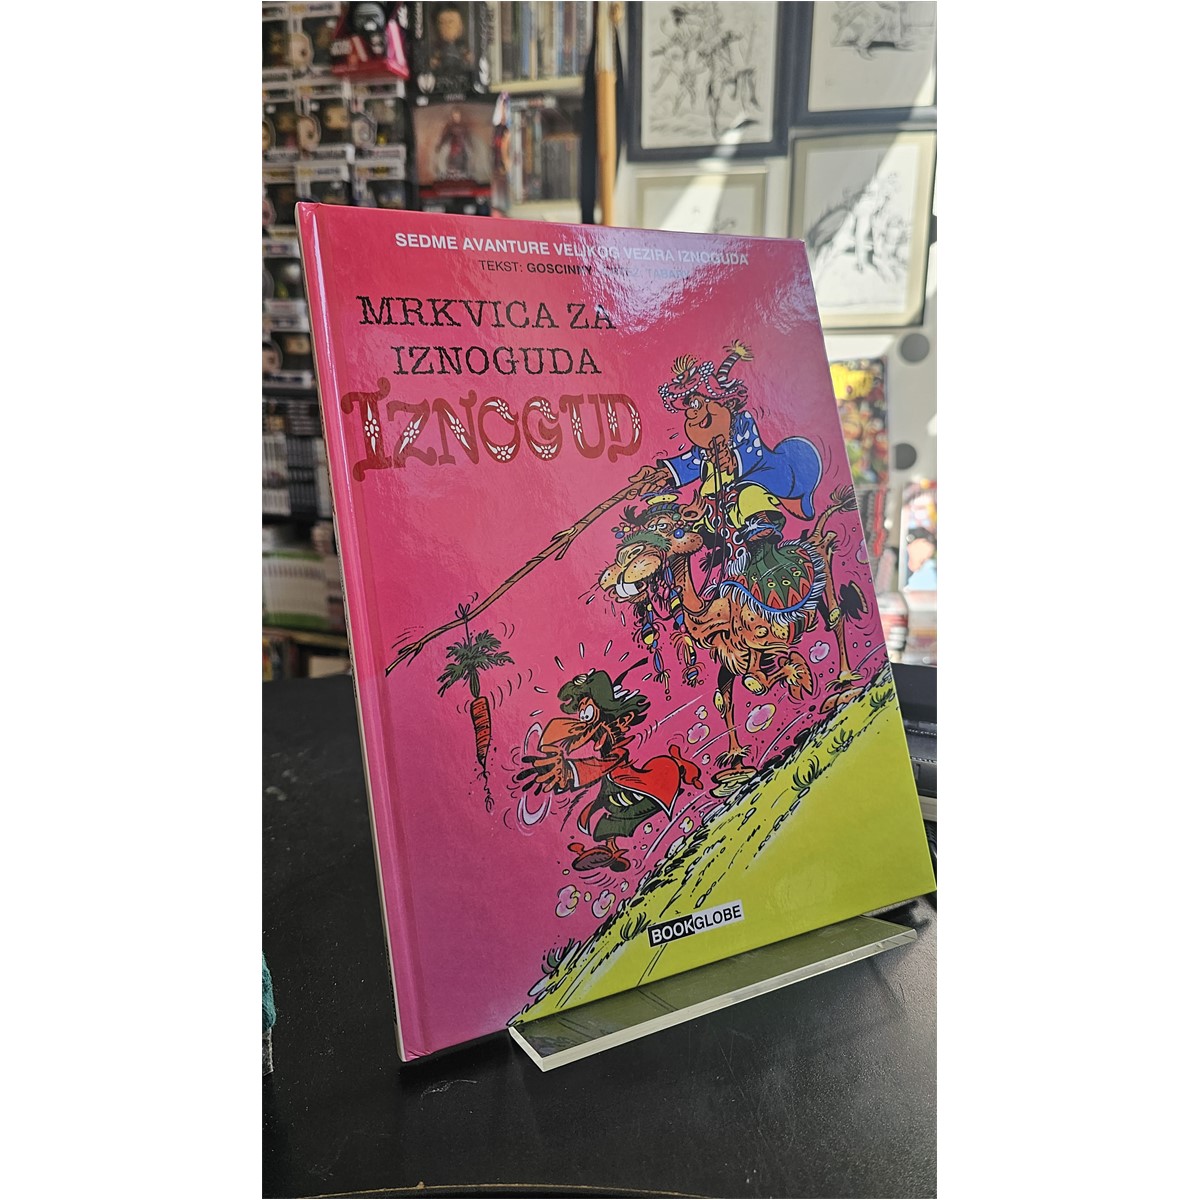 SEDME AVANTURE VELIKOG VEZIRA IZNOGUDA
TEKST: GOSCINNY
MRKVICA ZA
IZNOGUDA
IZNOGUD
BOOKGLOBE